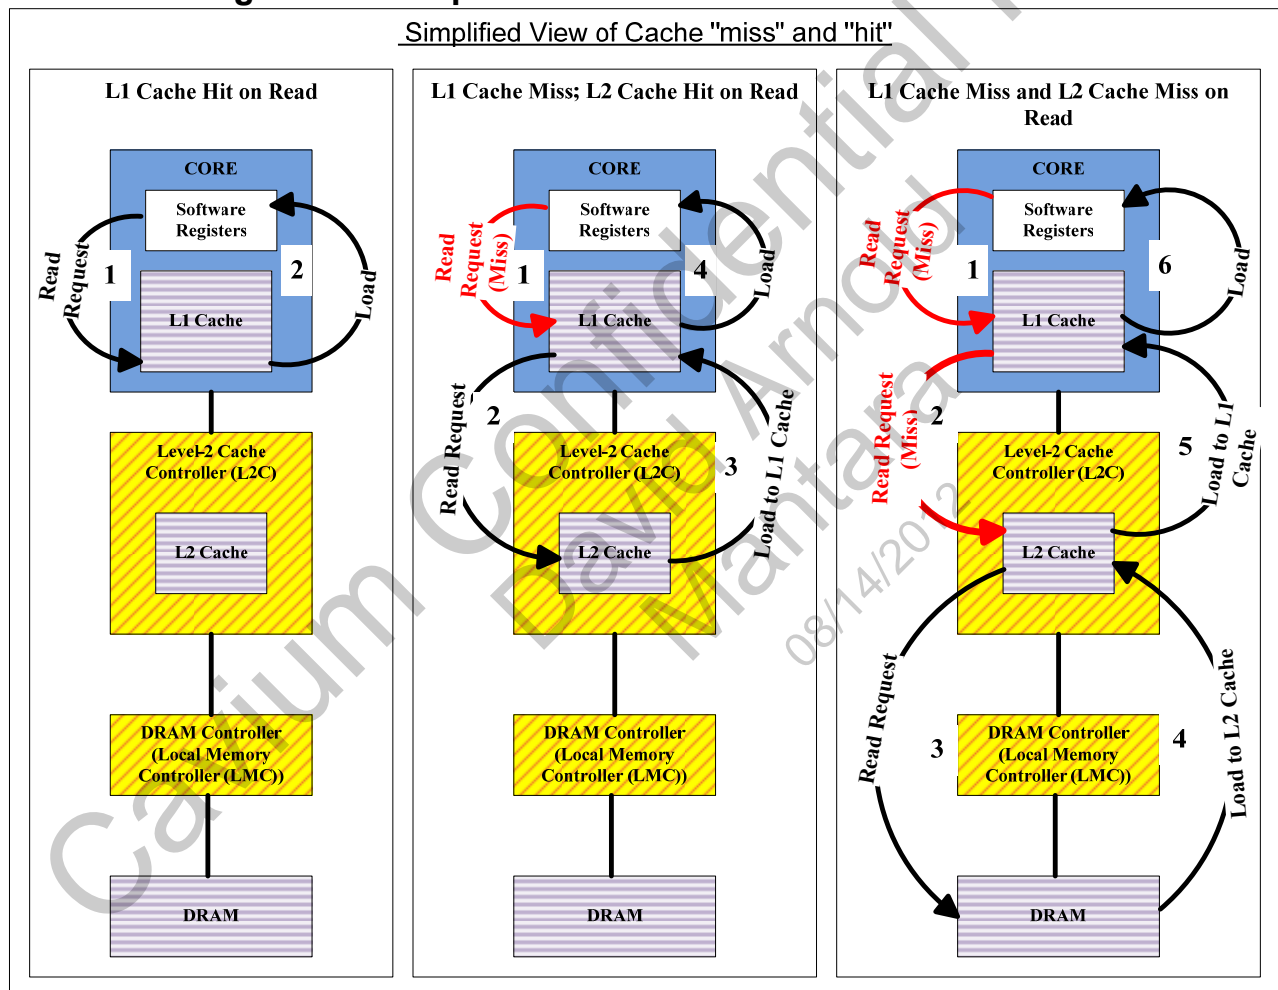 Simplified View of Cache "miss" and "hit"
L1 Cache Hit on Read
CORE
Software
Registers
Read
Request
1
2
Load
L1 Cache
Level-2 Cache
Controller (L2C)
L2 Cache
DRAM Controller
(Local Memory
Controller (LMC))
DRAM
L1 Cache Miss; L2 Cache Hit on Read
CORE
Software
Registers
Read
Request
(Miss)
1
4
Load
L1 Cache
2
Read Request
3
Load to L1 Cache
Level-2 Cache
Controller (L2C)
L2 Cache
DRAM Controller
(Local Memory
Controller (LMC))
DRAM
L1 Cache Miss and L2 Cache Miss on
Read
CORE
Software
Registers
Read
Request
(Miss)
1
6
Load
L1 Cache
Read Request
(Miss)
2
5
Load to L1
Cache
Level-2 Cache
Controller (L2C)
L2 Cache
Read Request
3
4
Load to L2 Cache
DRAM Controller
(Local Memory
Controller (LMC))
DRAM
Cavium Confidential
David Arnold
Mantara
08/14/2012